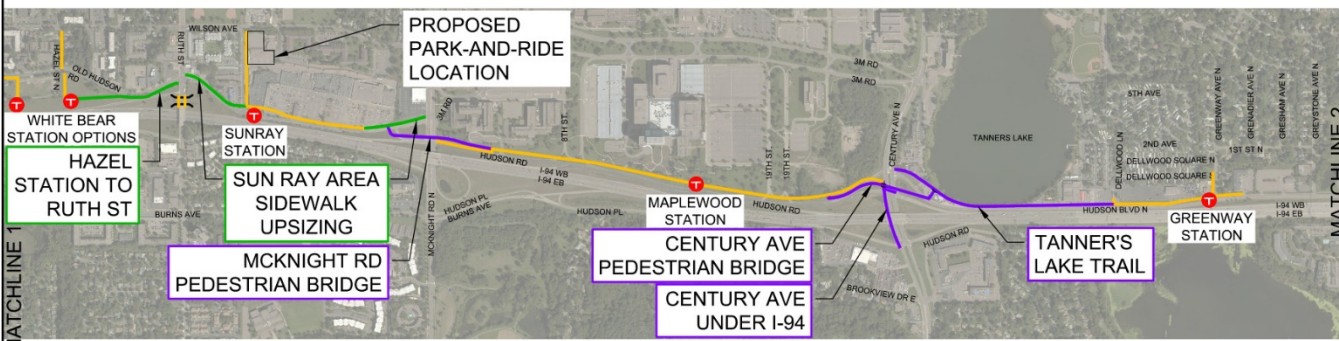 WILSON AVE
HAZEL ST N
RUTH ST
OLD HUDSON
RD
PROPOSED
PARK-AND-RIDE
LOCATION
3M RD
3M RD
3M RD
8TH ST.
19TH ST.
19TH ST.
CENTURY AVE N
TANNERS LAKE
5TH AVE
2ND AVE
DELLWOOD LN
DELLWOOD SQUARE N
DELLWOOD SQUARE S
1ST ST N
GREENWAY AVE N
GRENADIER AVE N
GRESHAM AVE N
GREYSTONE AVE N
T
T
T
T
T
WHITE BEAR
STATION OPTIONS
SUNRAY
STATION
MAPLEWOOD
STATION
GREENWAY
STATION
HUDSON RD
I-94 WB
I-94 EB
HUDSON RD
HUDSON BLVD N
I-94 WB
I-94 EB
HAZEL
STATION TO
RUTH ST
SUN RAY AREA
SIDEWALK
UPSIZING
BURNS AVE
MCKNIGHT RD N
HUDSON PL
BURNS AVE
HUDSON PL
HUDSON RD
MCKNIGHT RD
PEDESTRIAN BRIDGE
CENTURY AVE
PEDESTRIAN BRIDGE
CENTURY AVE
UNDER I-94
BROOKVIEW DR E
TANNER'S
LAKE TRAIL
MATCHLINE 1
MATCHLINE 2